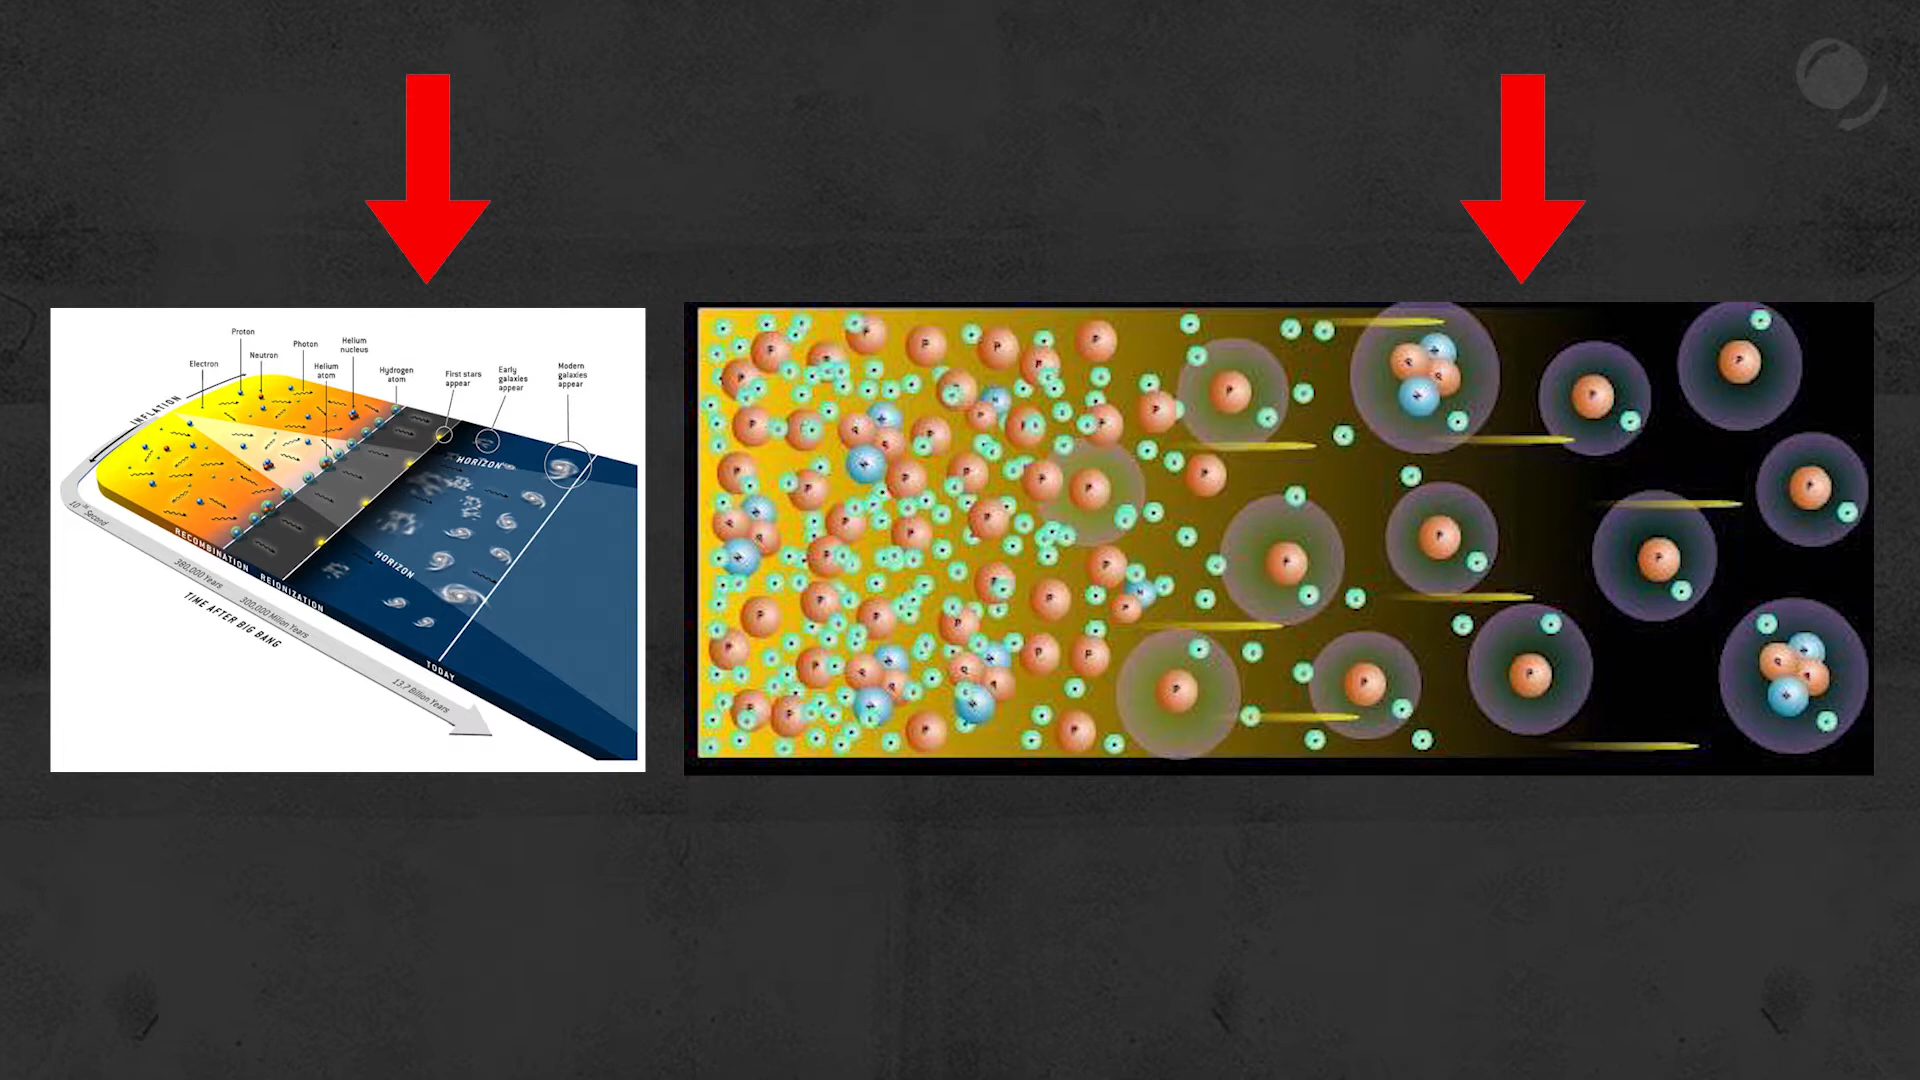 Proton
Neutron
Electron
Photon
Helium
nucleus
Helium
atom
Hydrogen
atom
First stars
appear
Early
galaxies
appear
Modern
galaxies
appear
INFLATION
HORIZON
HORIZON
RECOMBINATION
REIONIZATION
TODAY
380,000 Years
300,000 Milion Years
13.7 Billion Years
TIME AFTER BIG BANG